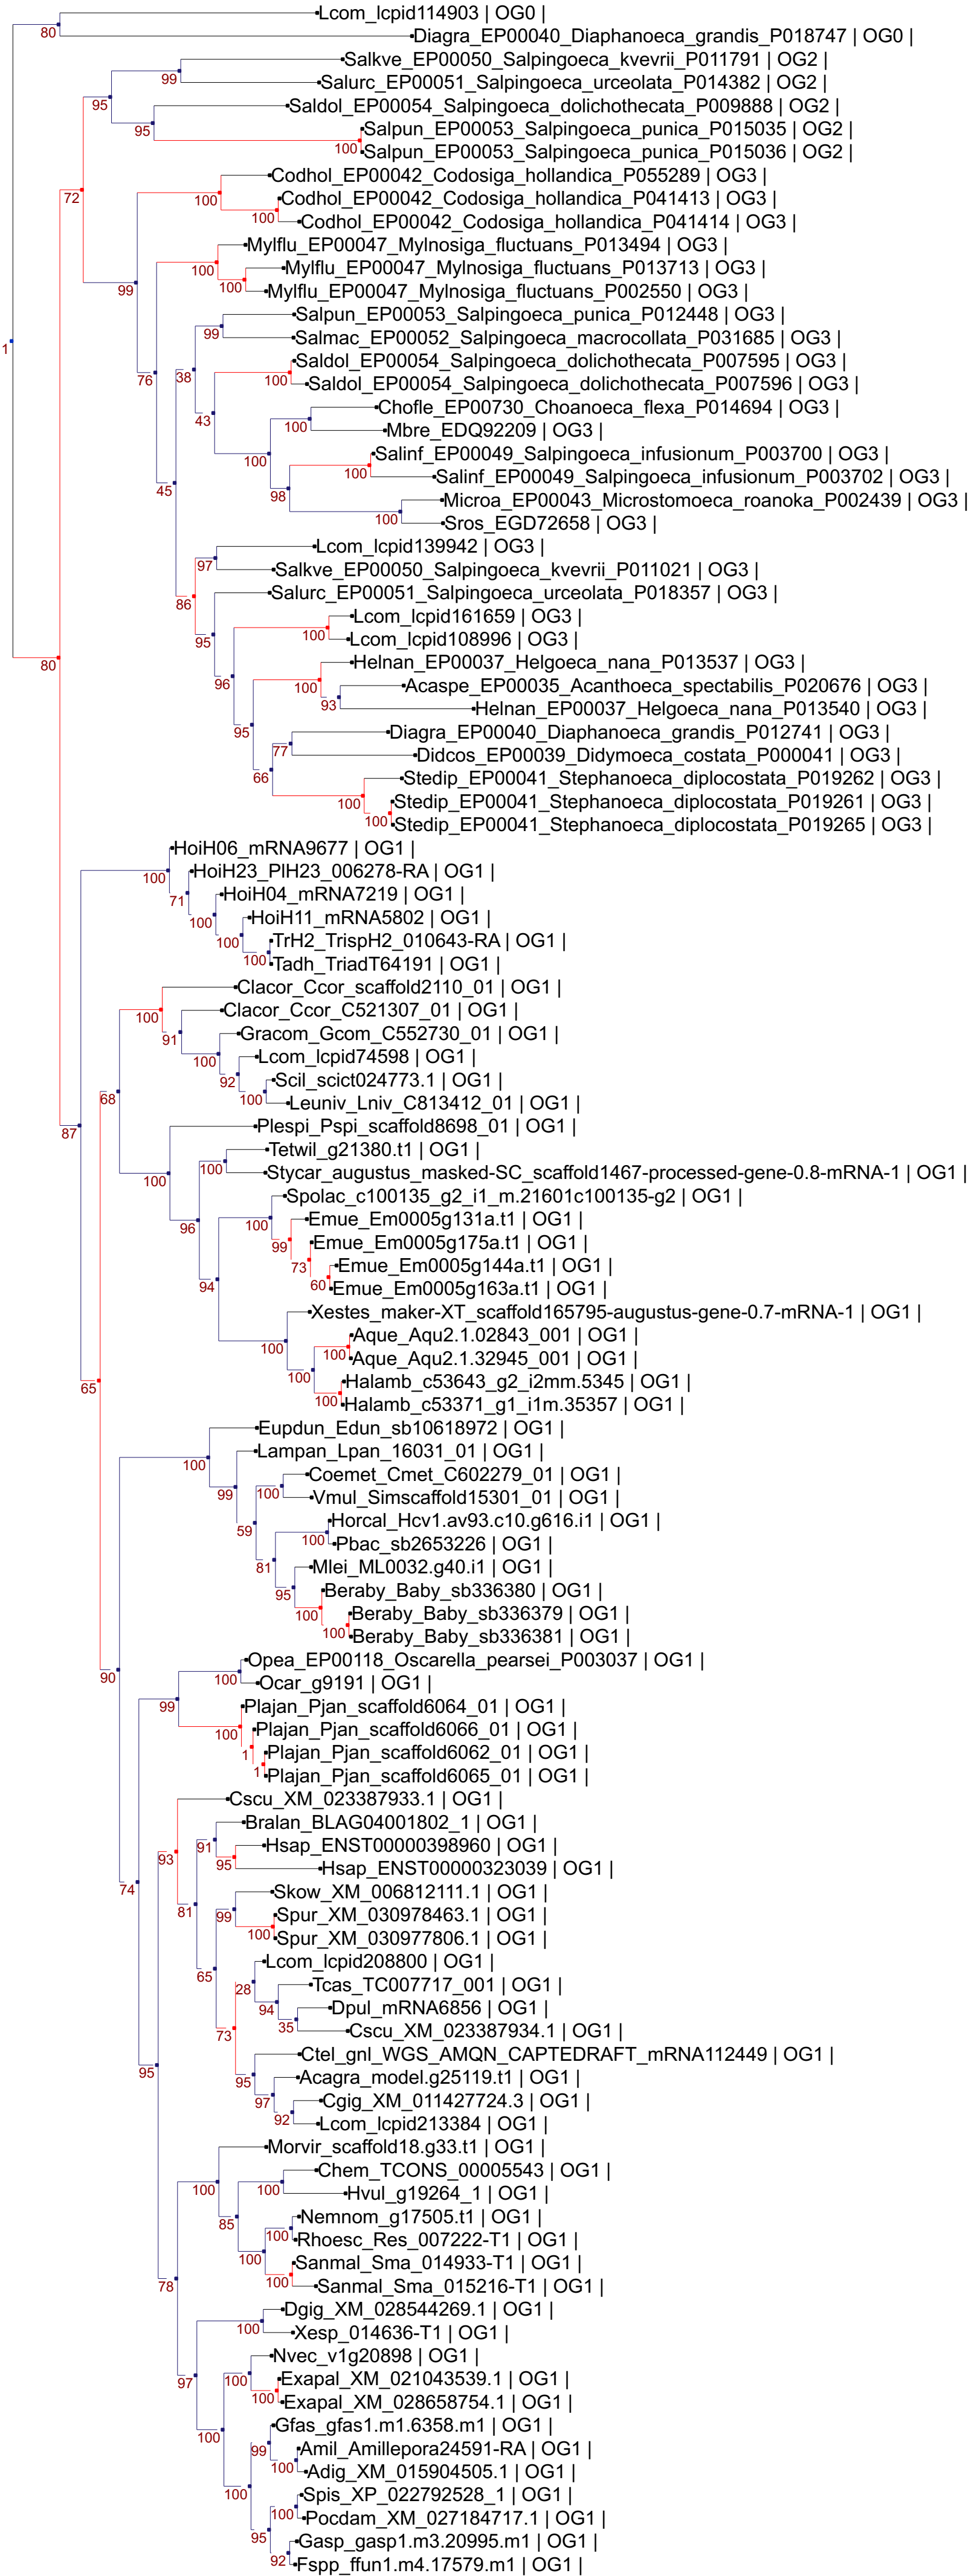 Lcom_lcpid114903 | OG0 |
80
Diagra_EP00040_Diaphanoeca_grandis_P018747 | OG0 |
Salkve_EP00050_Salpingoeca_kvevrii_P011791 | OG2 |
99
Salurc_EP00051_Salpingoeca_urceolata_P014382 | OG2 |
95
Saldol_EP00054_Salpingoeca_dolichothecata_P009888 | OG2 |
95
Salpun_EP00053_Salpingoeca_punica_P015035 | OG2 |
100
Salpun_EP00053_Salpingoeca_punica_P015036 | OG2 |
Codhol_EP00042_Codosiga_hollandica_P055289 | OG3 |
72
100
Codhol_EP00042_Codosiga_hollandica_P041413 | OG3 |
100
Codhol_EP00042_Codosiga_hollandica_P041414 | OG3 |
Mylflu_EP00047_Mylnosiga_fluctuans_P013494 | OG3 |
100
Mylflu_EP00047_Mylnosiga_fluctuans_P013713 | OG3 |
100
99
Mylflu_EP00047_Mylnosiga_fluctuans_P002550 | OG3 |
Salpun_EP00053_Salpingoeca_punica_P012448 | OG3 |
99
Salmac_EP00052_Salpingoeca_macrocollata_P031685 | OG3 |
1
Saldol_EP00054_Salpingoeca_dolichothecata_P007595 | OG3 |
76
38
100
Saldol_EP00054_Salpingoeca_dolichothecata_P007596 | OG3 |
Chofle_EP00730_Choanoeca_flexa_P014694 | OG3 |
43
100
Mbre_EDQ92209 | OG3 |
Salinf_EP00049_Salpingoeca_infusionum_P003700 | OG3 |
100
100
Salinf_EP00049_Salpingoeca_infusionum_P003702 | OG3 |
45
98
Microa_EP00043_Microstomoeca_roanoka_P002439 | OG3 |
100
Sros_EGD72658 | OG3 |
Lcom_lcpid139942 | OG3 |
97
Salkve_EP00050_Salpingoeca_kvevrii_P011021 | OG3 |
Salurc_EP00051_Salpingoeca_urceolata_P018357 | OG3 |
86
Lcom_lcpid161659 | OG3 |
100
Lcom_lcpid108996 | OG3 |
95
80
Helnan_EP00037_Helgoeca_nana_P013537 | OG3 |
96
100
Acaspe_EP00035_Acanthoeca_spectabilis_P020676 | OG3 |
93
Helnan_EP00037_Helgoeca_nana_P013540 | OG3 |
95
Diagra_EP00040_Diaphanoeca_grandis_P012741 | OG3 |
77
Didcos_EP00039_Didymoeca_costata_P000041 | OG3 |
66
Stedip_EP00041_Stephanoeca_diplocostata_P019262 | OG3 |
100
Stedip_EP00041_Stephanoeca_diplocostata_P019261 | OG3 |
100
Stedip_EP00041_Stephanoeca_diplocostata_P019265 | OG3 |
HoiH06_mRNA9677 | OG1 |
100
HoiH23_PlH23_006278-RA | OG1 |
71
HoiH04_mRNA7219 | OG1 |
100
HoiH11_mRNA5802 | OG1 |
100
TrH2_TrispH2_010643-RA | OG1 |
100
Tadh_TriadT64191 | OG1 |
Clacor_Ccor_scaffold2110_01 | OG1 |
100
Clacor_Ccor_C521307_01 | OG1 |
91
Gracom_Gcom_C552730_01 | OG1 |
100
Lcom_lcpid74598 | OG1 |
92
Scil_scict024773.1 | OG1 |
68
100
Leuniv_Lniv_C813412_01 | OG1 |
87
Plespi_Pspi_scaffold8698_01 | OG1 |
Tetwil_g21380.t1 | OG1 |
100
100
Stycar_augustus_masked-SC_scaffold1467-processed-gene-0.8-mRNA-1 | OG1 |
Spolac_c100135_g2_i1_m.21601c100135-g2 | OG1 |
96
100
Emue_Em0005g131a.t1 | OG1 |
99
Emue_Em0005g175a.t1 | OG1 |
73
Emue_Em0005g144a.t1 | OG1 |
94
60
Emue_Em0005g163a.t1 | OG1 |
Xestes_maker-XT_scaffold165795-augustus-gene-0.7-mRNA-1 | OG1 |
Aque_Aqu2.1.02843_001 | OG1 |
100
100
Aque_Aqu2.1.32945_001 | OG1 |
100
Halamb_c53643_g2_i2mm.5345 | OG1 |
65
100
Halamb_c53371_g1_i1m.35357 | OG1 |
Eupdun_Edun_sb10618972 | OG1 |
Lampan_Lpan_16031_01 | OG1 |
100
Coemet_Cmet_C602279_01 | OG1 |
99
100
Vmul_Simscaffold15301_01 | OG1 |
Horcal_Hcv1.av93.c10.g616.i1 | OG1 |
59
100
Pbac_sb2653226 | OG1 |
Mlei_ML0032.g40.i1 | OG1 |
81
Beraby_Baby_sb336380 | OG1 |
95
Beraby_Baby_sb336379 | OG1 |
100
100
Beraby_Baby_sb336381 | OG1 |
Opea_EP00118_Oscarella_pearsei_P003037 | OG1 |
90
100
Ocar_g9191 | OG1 |
99
Plajan_Pjan_scaffold6064_01 | OG1 |
100
Plajan_Pjan_scaffold6066_01 | OG1 |
1
Plajan_Pjan_scaffold6062_01 | OG1 |
1
Plajan_Pjan_scaffold6065_01 | OG1 |
Cscu_XM_023387933.1 | OG1 |
Bralan_BLAG04001802_1 | OG1 |
91
Hsap_ENST00000398960 | OG1 |
93
95
Hsap_ENST00000323039 | OG1 |
74
Skow_XM_006812111.1 | OG1 |
81
99
Spur_XM_030978463.1 | OG1 |
100
Spur_XM_030977806.1 | OG1 |
Lcom_lcpid208800 | OG1 |
65
28
Tcas_TC007717_001 | OG1 |
94
Dpul_mRNA6856 | OG1 |
35
Cscu_XM_023387934.1 | OG1 |
73
Ctel_gnl_WGS_AMQN_CAPTEDRAFT_mRNA112449 | OG1 |
95
95
Acagra_model.g25119.t1 | OG1 |
97
Cgig_XM_011427724.3 | OG1 |
92
Lcom_lcpid213384 | OG1 |
Morvir_scaffold18.g33.t1 | OG1 |
Chem_TCONS_00005543 | OG1 |
100
100
Hvul_g19264_1 | OG1 |
Nemnom_g17505.t1 | OG1 |
85
100
Rhoesc_Res_007222-T1 | OG1 |
100
Sanmal_Sma_014933-T1 | OG1 |
78
100
Sanmal_Sma_015216-T1 | OG1 |
Dgig_XM_028544269.1 | OG1 |
100
Xesp_014636-T1 | OG1 |
Nvec_v1g20898 | OG1 |
97
100
Exapal_XM_021043539.1 | OG1 |
100
Exapal_XM_028658754.1 | OG1 |
Gfas_gfas1.m1.6358.m1 | OG1 |
100
99
Amil_Amillepora24591-RA | OG1 |
100
Adig_XM_015904505.1 | OG1 |
100
Spis_XP_022792528_1 | OG1 |
100
Pocdam_XM_027184717.1 | OG1 |
95
Gasp_gasp1.m3.20995.m1 | OG1 |
92
Fspp_ffun1.m4.17579.m1 | OG1 |